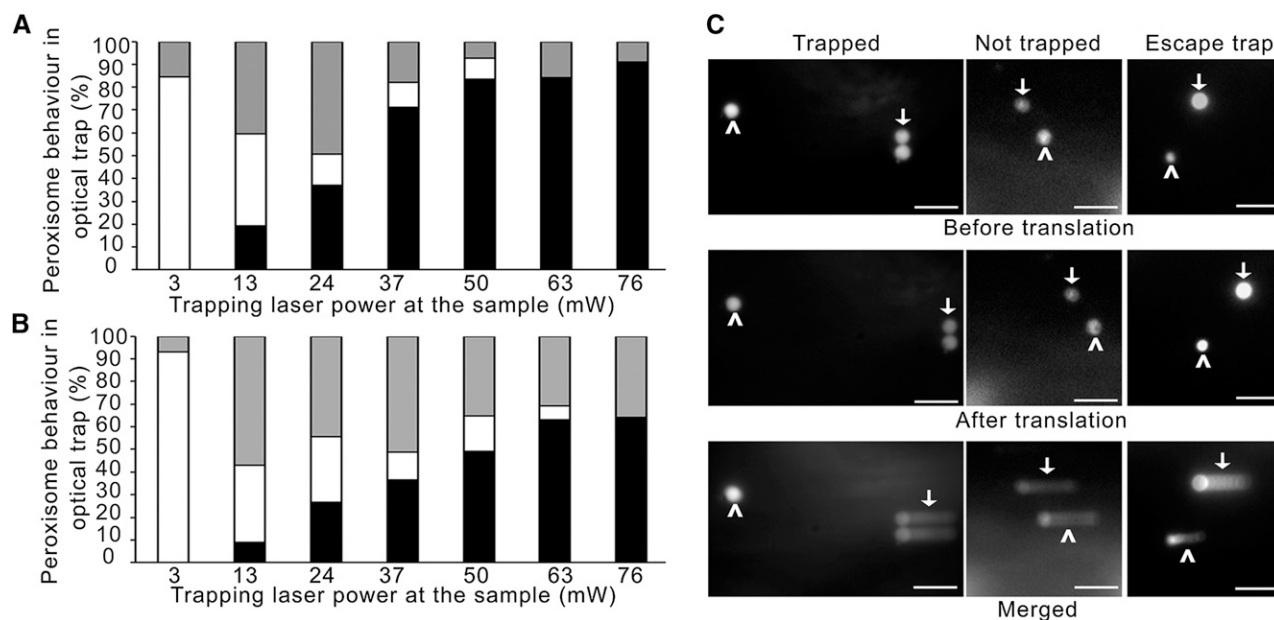 A
Peroxisome behaviour in
optical trap (%)
100
90
80
70
60
50
40
30
20
10
0
3 13 24 37 50 63 76
Trapping laser power at the sample (mW)
B
Peroxisome behaviour in
optical trap (%)
100
90
80
70
60
50
40
30
20
10
0
3 13 24 37 50 63 76
Trapping laser power at the sample (mW)
C
Trapped Not trapped Escape trap
Before translation
After translation
Merged